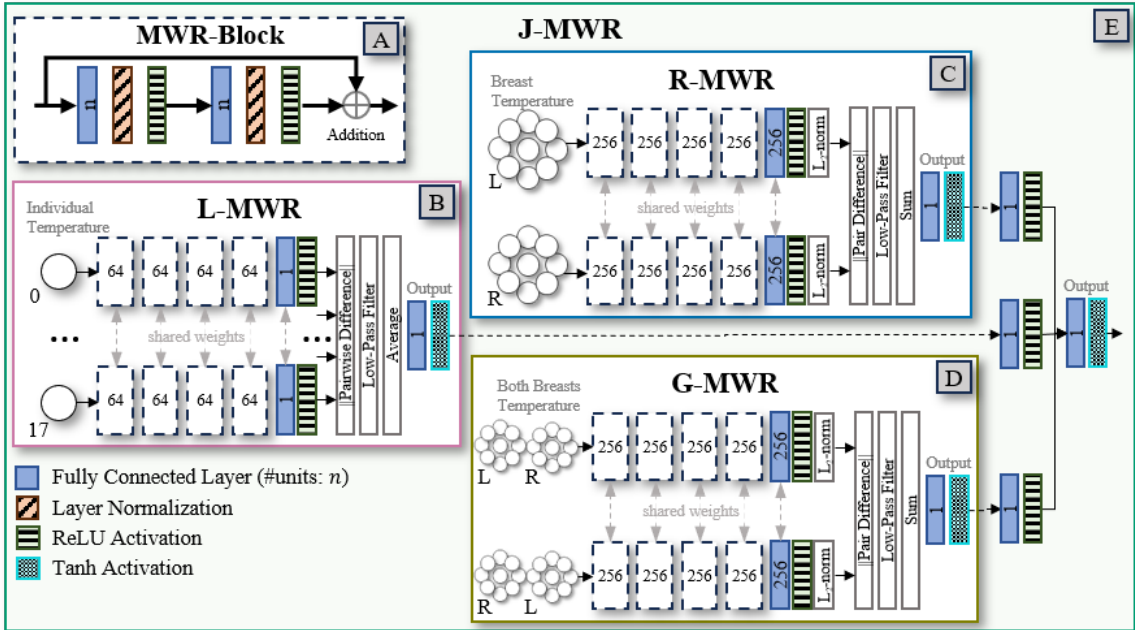 J-MWR
E
MWR-Block
A
n
n
Addition
L-MWR
B
Individual
Temperature
0
64
64
64
64
1
...
shared weights
...
17
64
64
64
64
1
||Pairwise Difference||
Low-Pass Filter
Average
Output
1
R-MWR
C
Breast
Temperature
L
256
256
256
256
256
L₂-norm
shared weights
R
256
256
256
256
256
L₂-norm
||Pair Difference||
Low-Pass Filter
Sum
Output
1
G-MWR
D
Both Breasts
Temperature
L R
256
256
256
256
256
L₂-norm
shared weights
R L
256
256
256
256
256
L₂-norm
||Pair Difference||
Low-Pass Filter
Sum
Output
1
1
1
1
Output
1
Fully Connected Layer (#units: n)
Layer Normalization
ReLU Activation
Tanh Activation